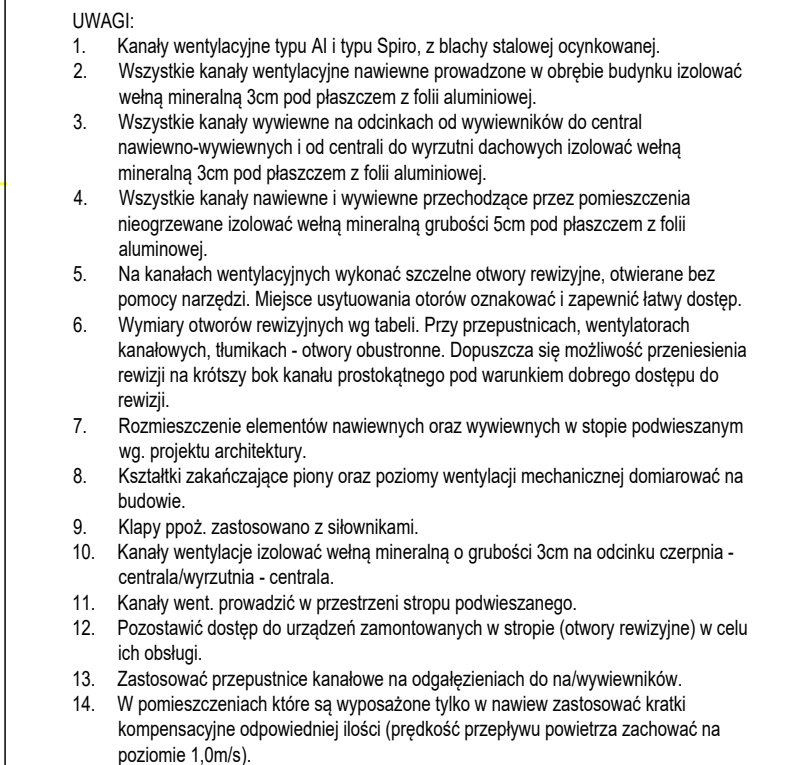 UWAGI:
1. Kanały wentylacyjne typu AI i typu Spiro, z blachy stalowej ocynkowanej.
2. Wszystkie kanały wentylacyjne nawiewne prowadzone w obrębie budynku izolować
wełną mineralną 3cm pod płaszczem z folii aluminiowej.
3. Wszystkie kanały wywiewne na odcinkach od wywiewników do central
nawiewno-wywiewnych i od centrali do wyrzutni dachowych izolować wełną
mineralną 3cm pod płaszczem z folii aluminiowej.
4. Wszystkie kanały nawiewne i wywiewne przechodzące przez pomieszczenia
nieogrzewane izolować wełną mineralną grubości 5cm pod płaszczem z folii
aluminowej.
5. Na kanałach wentylacyjnych wykonać szczelne otwory rewizyjne, otwierane bez
pomocy narzędzi. Miejsce usytuowania otorów oznakować i zapewnić łatwy dostęp.
6. Wymiary otworów rewizyjnych wg tabeli. Przy przepustnicach, wentylatorach
kanałowych, tłumikach - otwory obustronne. Dopuszcza się możliwość przeniesienia
rewizji na krótszy bok kanału prostokątnego pod warunkiem dobrego dostępu do
rewizji.
7. Rozmieszczenie elementów nawiewnych oraz wywiewnych w stopie podwieszanym
wg. projektu architektury.
8. Kształtki zakańczające piony oraz poziomy wentylacji mechanicznej domiarować na
budowie.
9. Klapy ppoż. zastosowano z siłownikami.
10. Kanały wentylacje izolować wełną mineralną o grubości 3cm na odcinku czerpnia -
centrala/wyrzutnia - centrala.
11. Kanały went. prowadzić w przestrzeni stropu podwieszanego.
12. Pozostawić dostęp do urządzeń zamontowanych w stropie (otwory rewizyjne) w celu
ich obsługi.
13. Zastosować przepustnice kanałowe na odgałęzieniach do na/wywiewników.
14. W pomieszczeniach które są wyposażone tylko w nawiew zastosować kratki
kompensacyjne odpowiedniej ilości (prędkość przepływu powietrza zachować na
poziomie 1,0m/s).